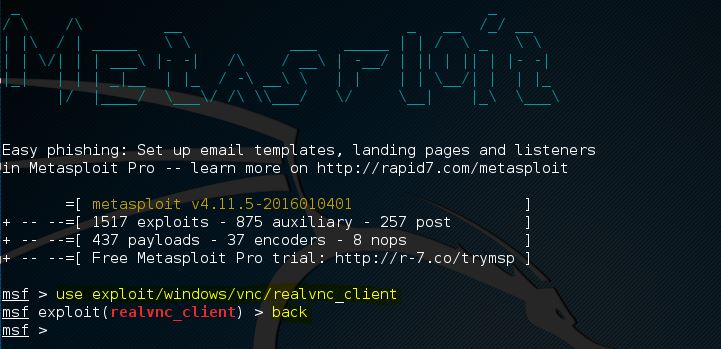 Metasploit
Easy phishing: Set up email templates, landing pages and listeners
in Metasploit Pro -- learn more on http://rapid7.com/metasploit
=[ metasploit v4.11.5-2016010401 ]
+ -- --=[ 1517 exploits - 875 auxiliary - 257 post ]
+ -- --=[ 437 payloads - 37 encoders - 8 nops ]
+ -- --=[ Free Metasploit Pro trial: http://r-7.co/trymsp ]
msf > use exploit/windows/vnc/realvnc_client
msf exploit(realvnc_client) > back
msf >